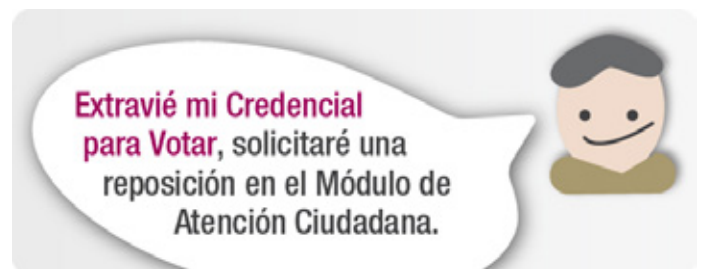 Extravié mi Credencial
para Votar, solicitaré una
reposición en el Módulo de
Atención Ciudadana.